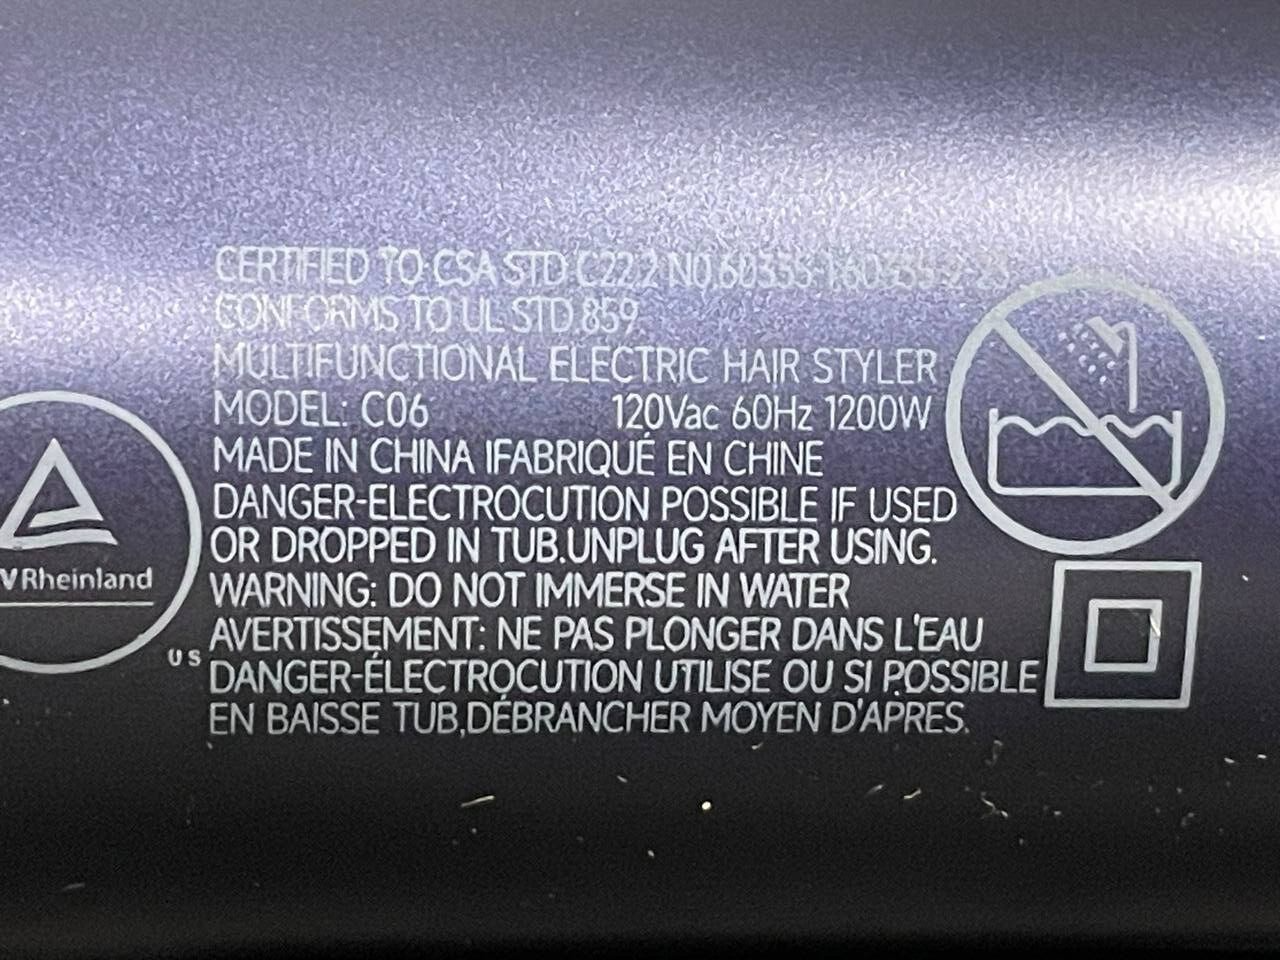 CERTIFIED TO CSA STD C22.2 NO,60335-1,60335-2-23
CONFORMS TO UL STD.859
MULTIFUNCTIONAL ELECTRIC HAIR STYLER
MODEL: C06 120Vac 60Hz 1200W
MADE IN CHINA IFABRIQUÉ EN CHINE
DANGER-ELECTROCUTION POSSIBLE IF USED
OR DROPPED IN TUB.UNPLUG AFTER USING.
WARNING: DO NOT IMMERSE IN WATER
AVERTISSEMENT: NE PAS PLONGER DANS L'EAU
DANGER-ÉLECTROCUTION UTILISE OU SI POSSIBLE
EN BAISSE TUB,DÉBRANCHER MOYEN D'APRES.
VRheinland
US